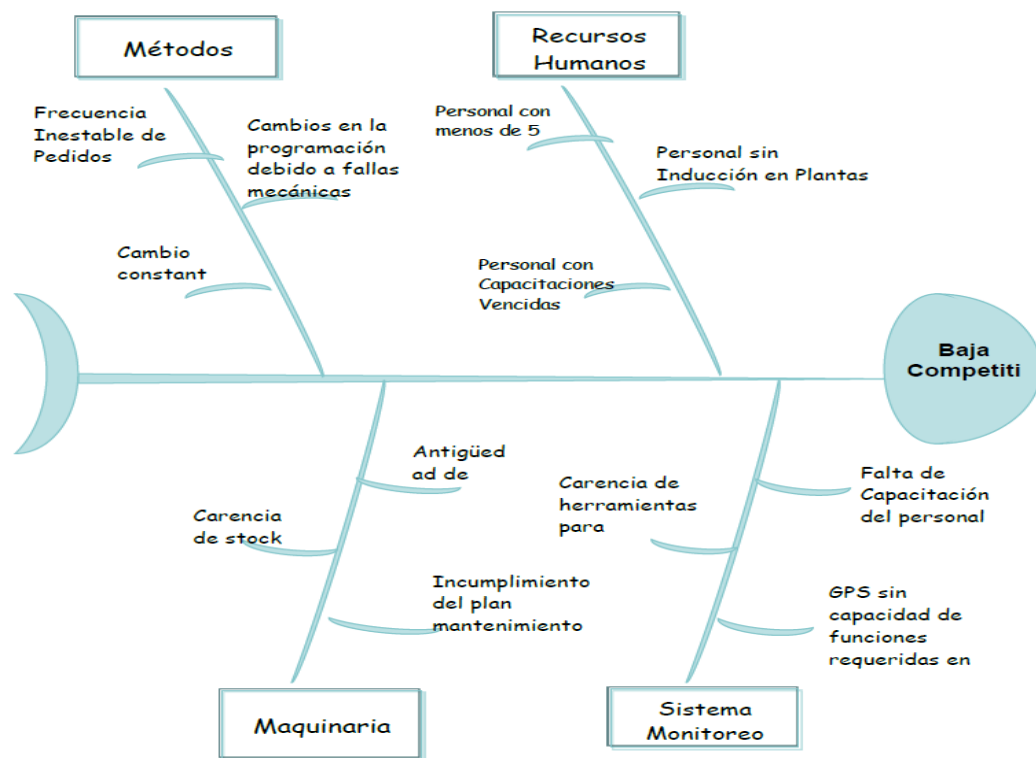 Métodos
Recursos
Humanos
Frecuencia
Inestable de
Pedidos
Cambios en la
programación
debido a fallas
mecánicas
Cambio
constant
Personal con
menos de 5
Personal sin
Inducción en Plantas
Personal con
Capacitaciones
Vencidas
Baja
Competiti
Antigüed
ad de
Carencia
de stock
Incumplimiento
del plan
mantenimiento
Carencia de
herramientas
para
Falta de
Capacitación
del personal
GPS sin
capacidad de
funciones
requeridas en
Maquinaria
Sistema
Monitoreo